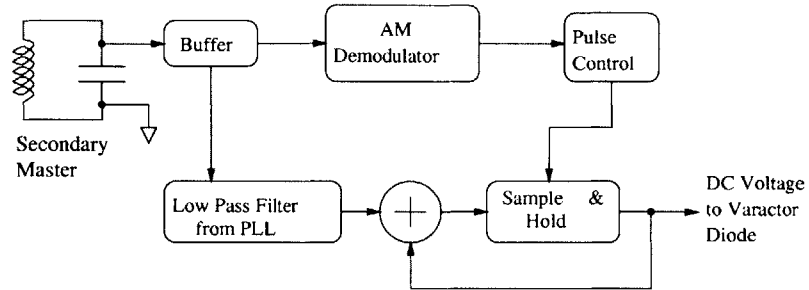 Buffer
AM
Demodulator
Pulse
Control
Secondary
Master
Low Pass Filter
from PLL
Sample &
Hold
DC Voltage
to Varactor
Diode